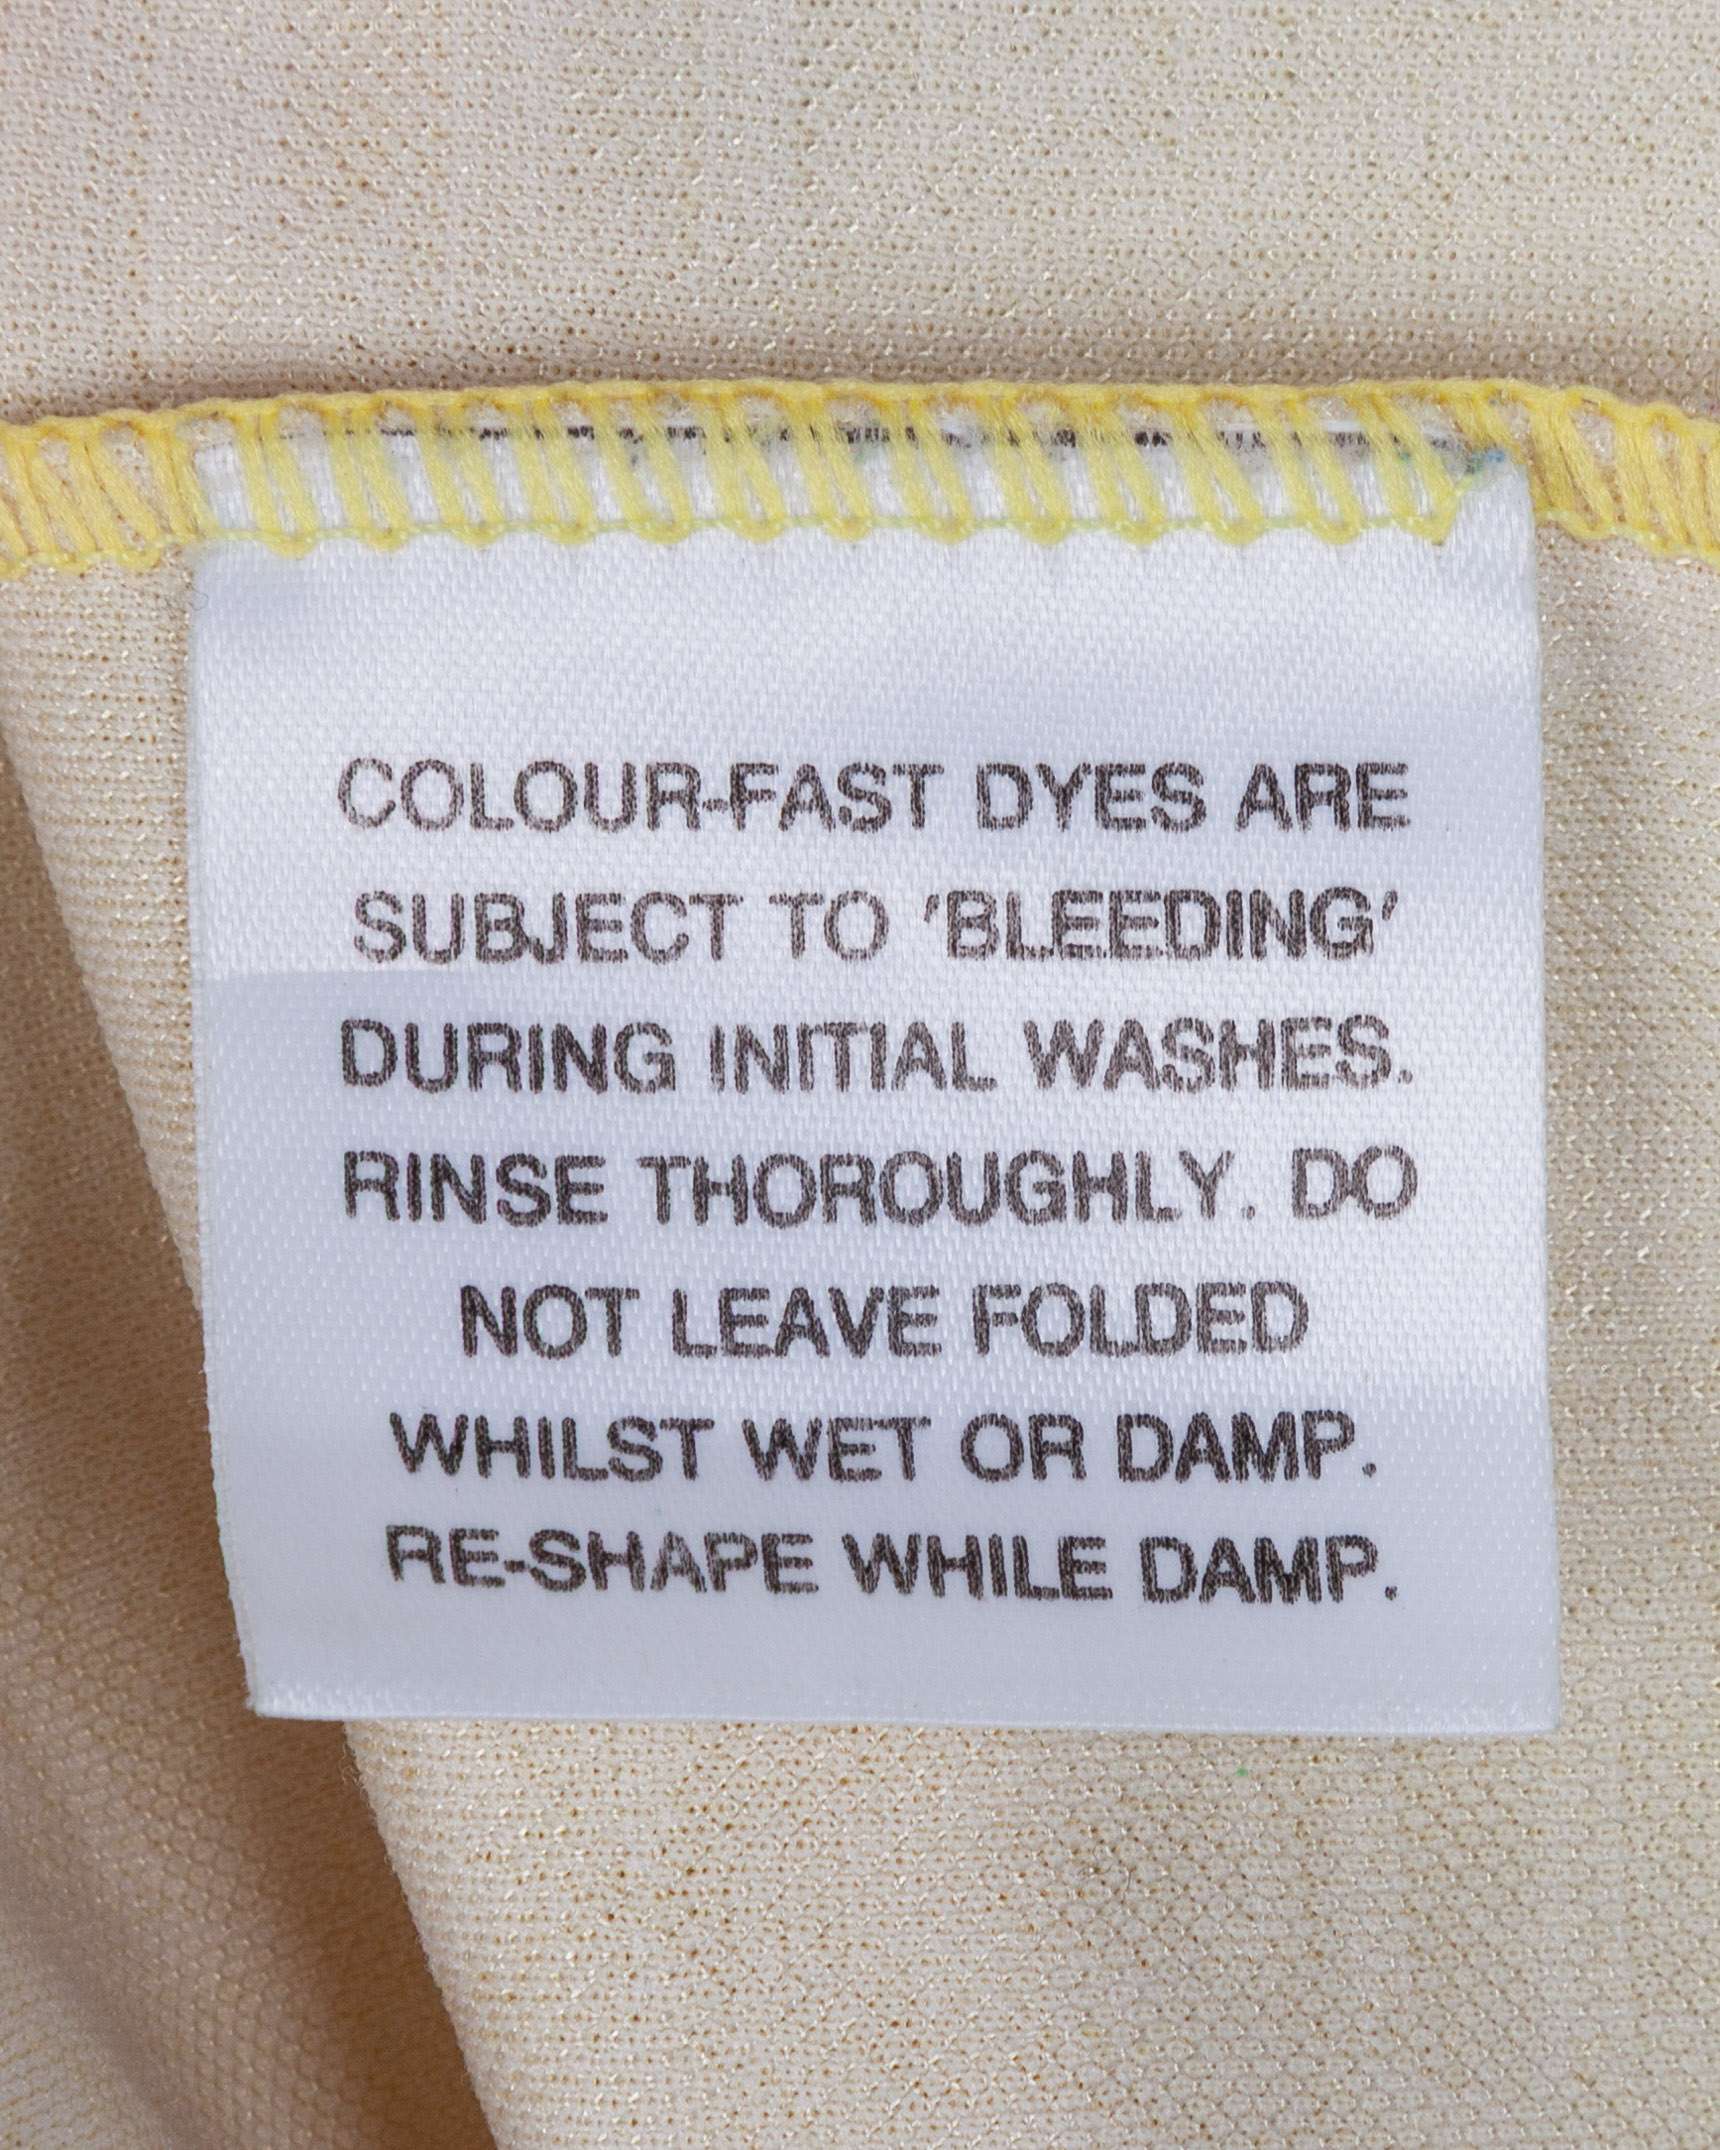 COLOUR-FAST DYES ARE
SUBJECT TO 'BLEEDING'
DURING INITIAL WASHES.
RINSE THOROUGHLY. DO
NOT LEAVE FOLDED
WHILST WET OR DAMP.
RE-SHAPE WHILE DAMP.